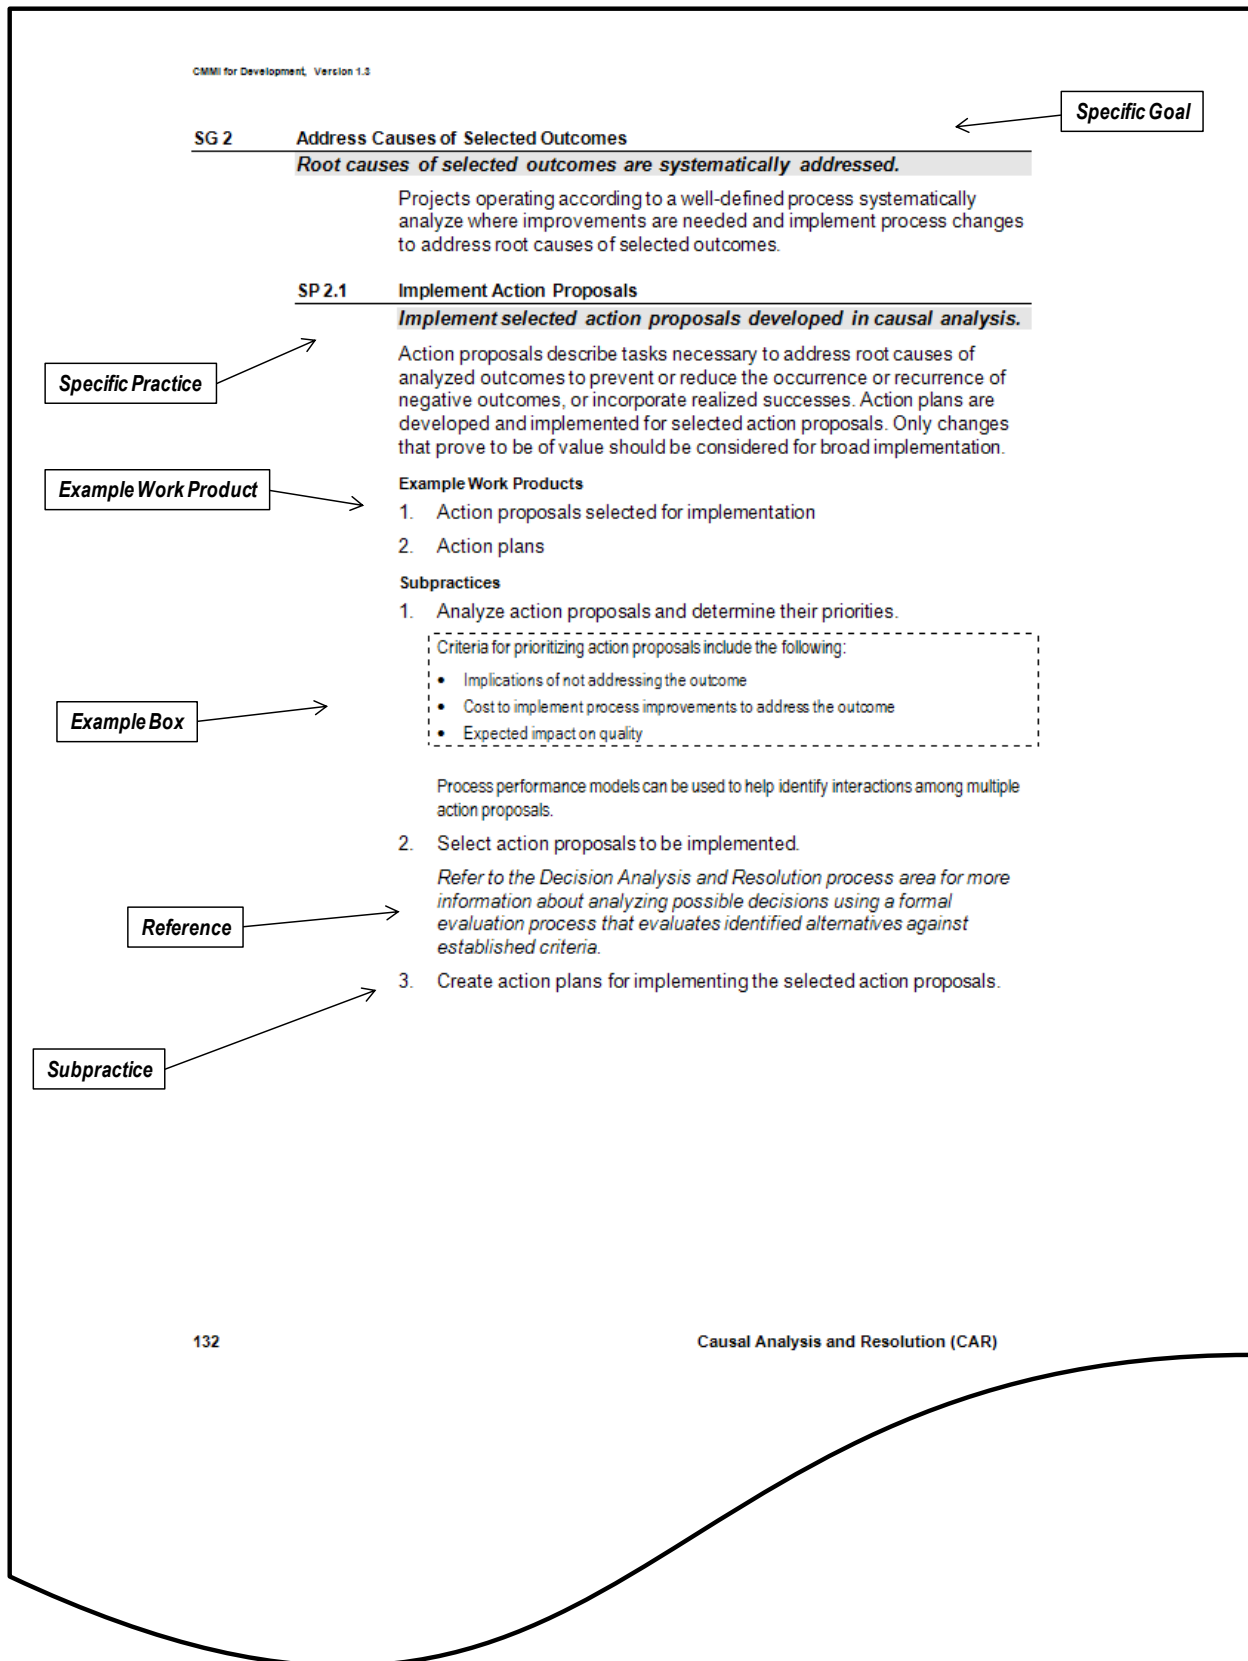 CMMI for Development, Version 1.3
Specific Goal
SG 2 Address Causes of Selected Outcomes
Root causes of selected outcomes are systematically addressed.
Projects operating according to a well-defined process systematically
analyze where improvements are needed and implement process changes
to address root causes of selected outcomes.
SP 2.1 Implement Action Proposals
Implement selected action proposals developed in causal analysis.
Specific Practice
Action proposals describe tasks necessary to address root causes of
analyzed outcomes to prevent or reduce the occurrence or recurrence of
negative outcomes, or incorporate realized successes. Action plans are
developed and implemented for selected action proposals. Only changes
that prove to be of value should be considered for broad implementation.
Example Work Product
Example Work Products
1. Action proposals selected for implementation
2. Action plans
Subpractices
1. Analyze action proposals and determine their priorities.
Example Box
Criteria for prioritizing action proposals include the following:
• Implications of not addressing the outcome
• Cost to implement process improvements to address the outcome
• Expected impact on quality
Process performance models can be used to help identify interactions among multiple
action proposals.
2. Select action proposals to be implemented.
Reference
Refer to the Decision Analysis and Resolution process area for more
information about analyzing possible decisions using a formal
evaluation process that evaluates identified alternatives against
established criteria.
3. Create action plans for implementing the selected action proposals.
Subpractice
132 Causal Analysis and Resolution (CAR)